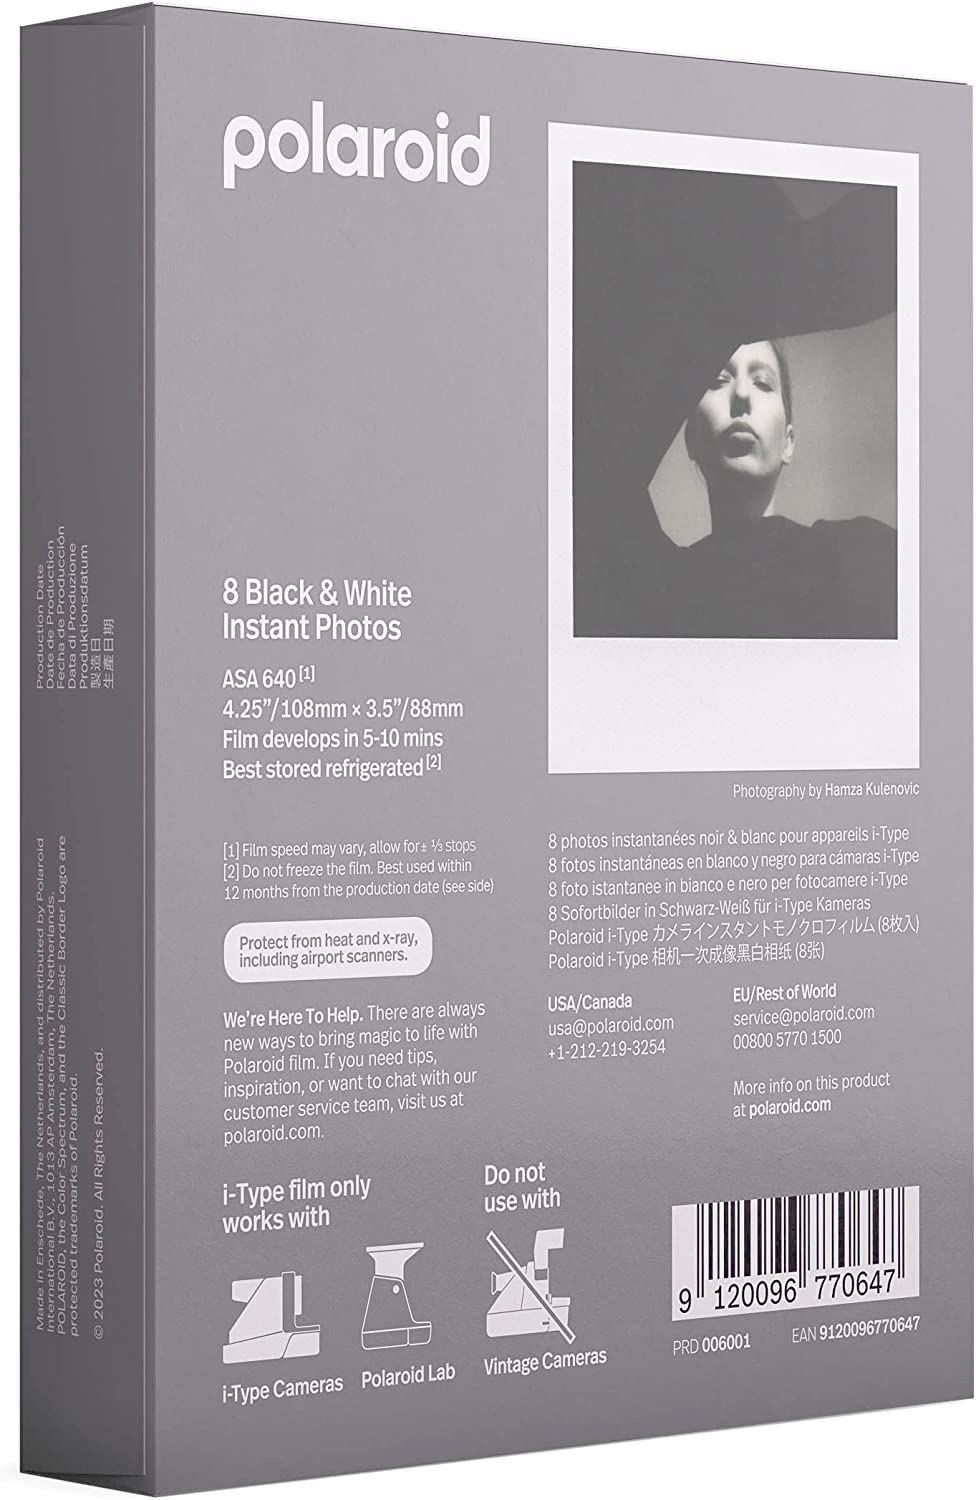 polaroid
8 Black & White
Instant Photos
ASA 640 [1]
4.25”/108mm × 3.5”/88mm
Film develops in 5-10 mins
Best stored refrigerated [2]
[1] Film speed may vary, allow for± ⅓ stops
[2] Do not freeze the film. Best used within
12 months from the production date (see side)
Protect from heat and x-ray,
including airport scanners.
We’re Here To Help. There are always
new ways to bring magic to life with
Polaroid film. If you need tips,
inspiration, or want to chat with our
customer service team, visit us at
polaroid.com.
i-Type film only
works with
i-Type Cameras
Polaroid Lab
Do not
use with
Vintage Cameras
Photography by Hamza Kulenovic
8 photos instantanées noir & blanc pour appareils i-Type
8 fotos instantáneas en blanco y negro para cámaras i-Type
8 foto istantanee in bianco e nero per fotocamere i-Type
8 Sofortbilder in Schwarz-Weiß für i-Type Kameras
Polaroid i-Type カメラインスタントモノクロフィルム (8枚入)
Polaroid i-Type 相机一次成像黑白相纸 (8张)
USA/Canada
usa@polaroid.com
+1-212-219-3254
EU/Rest of World
service@polaroid.com
00800 5770 1500
More info on this product
at polaroid.com
9 120096 770647
PRD 006001
EAN 9120096770647
Production Date
Date de Production
Fecha de Producción
Data di Produzione
Produktionsdatum
製造日
生產日期
Made in Enschede, The Netherlands, and distributed by Polaroid
International B.V., 1013 AP Amsterdam, The Netherlands.
POLAROID, the Color Spectrum, and the Classic Border Logo are
protected trademarks of Polaroid.
© 2023 Polaroid. All Rights Reserved.